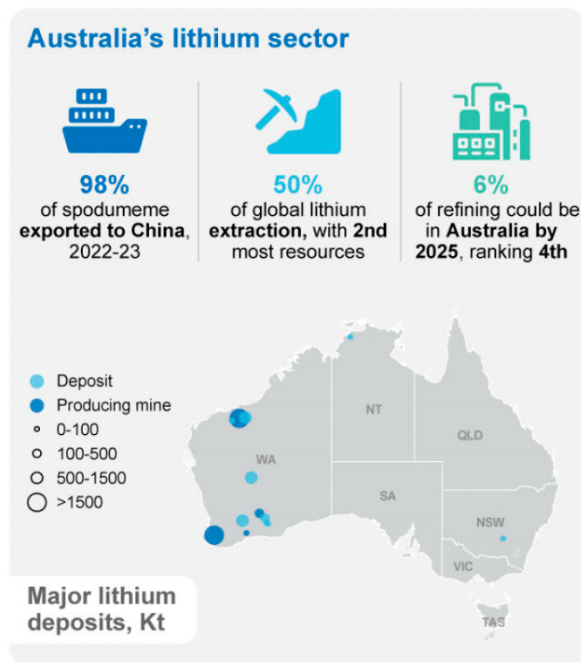 Australia’s lithium sector
98%
of spodumeme
exported to China,
2022-23
50%
of global lithium
extraction, with 2nd
most resources
6%
of refining could be
in Australia by
2025, ranking 4th
Deposit
Producing mine
0-100
100-500
500-1500
>1500
NT
QLD
WA
SA
NSW
VIC
TAS
Major lithium
deposits, Kt